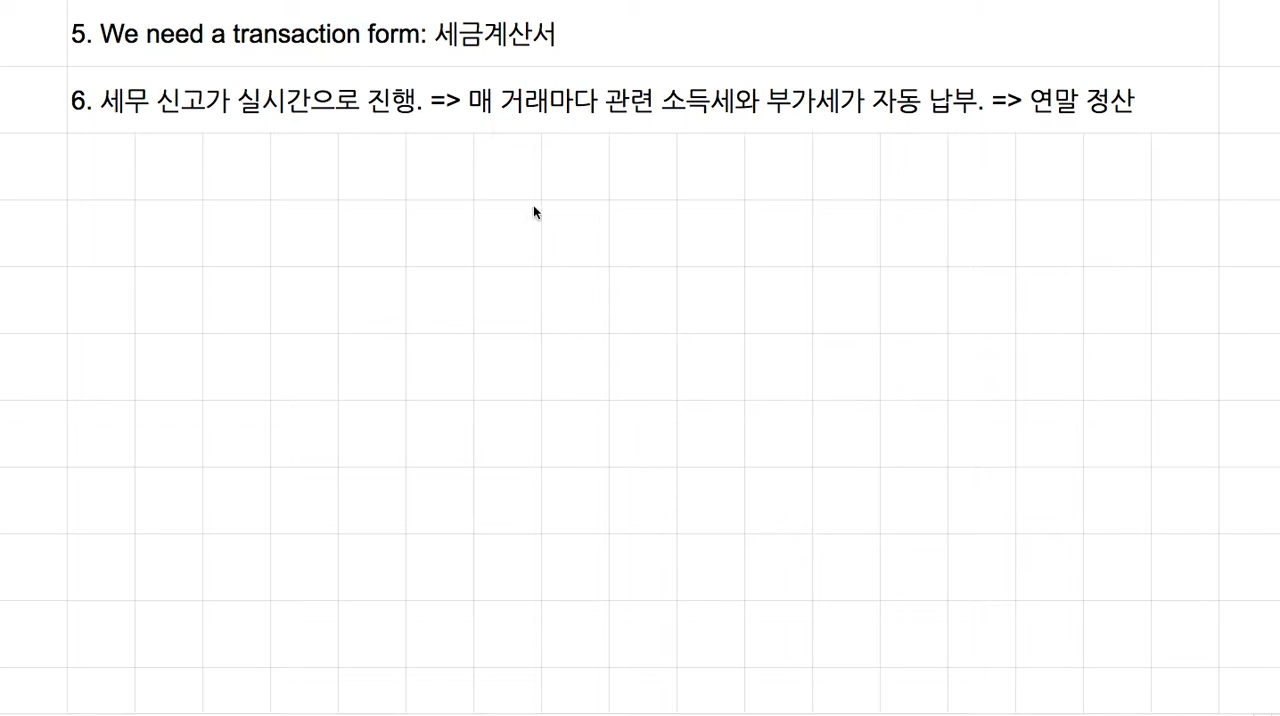 5. We need a transaction form: 세금계산서
6. 세무 신고가 실시간으로 진행. => 매 거래마다 관련 소득세와 부가세가 자동 납부. => 연말 정산